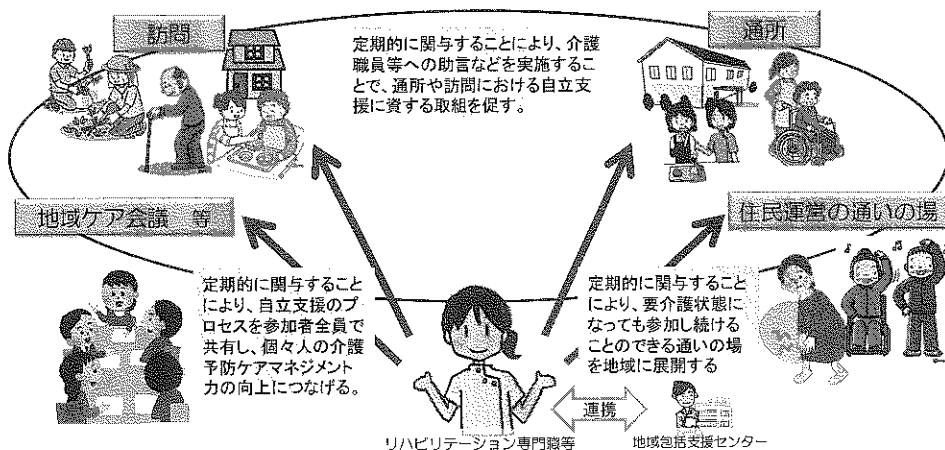 訪問
通所
定期的に関与することにより、介護
職員等への助言などを実施するこ
とで、通所や訪問における自立支
援に資する取組を促す。
地域ケア会議 等
住民運営の通いの場
定期的に関与すること
により、自立支援のプ
ロセスを参加者全員で
共有し、個々人の介護
予防ケアマネジメント
力の向上につなげる。
定期的に関与すること
により、要介護状態に
なっても参加し続ける
ことのできる通いの場
を地域に展開する
連携
リハビリテーション専門職等
地域包括支援センター